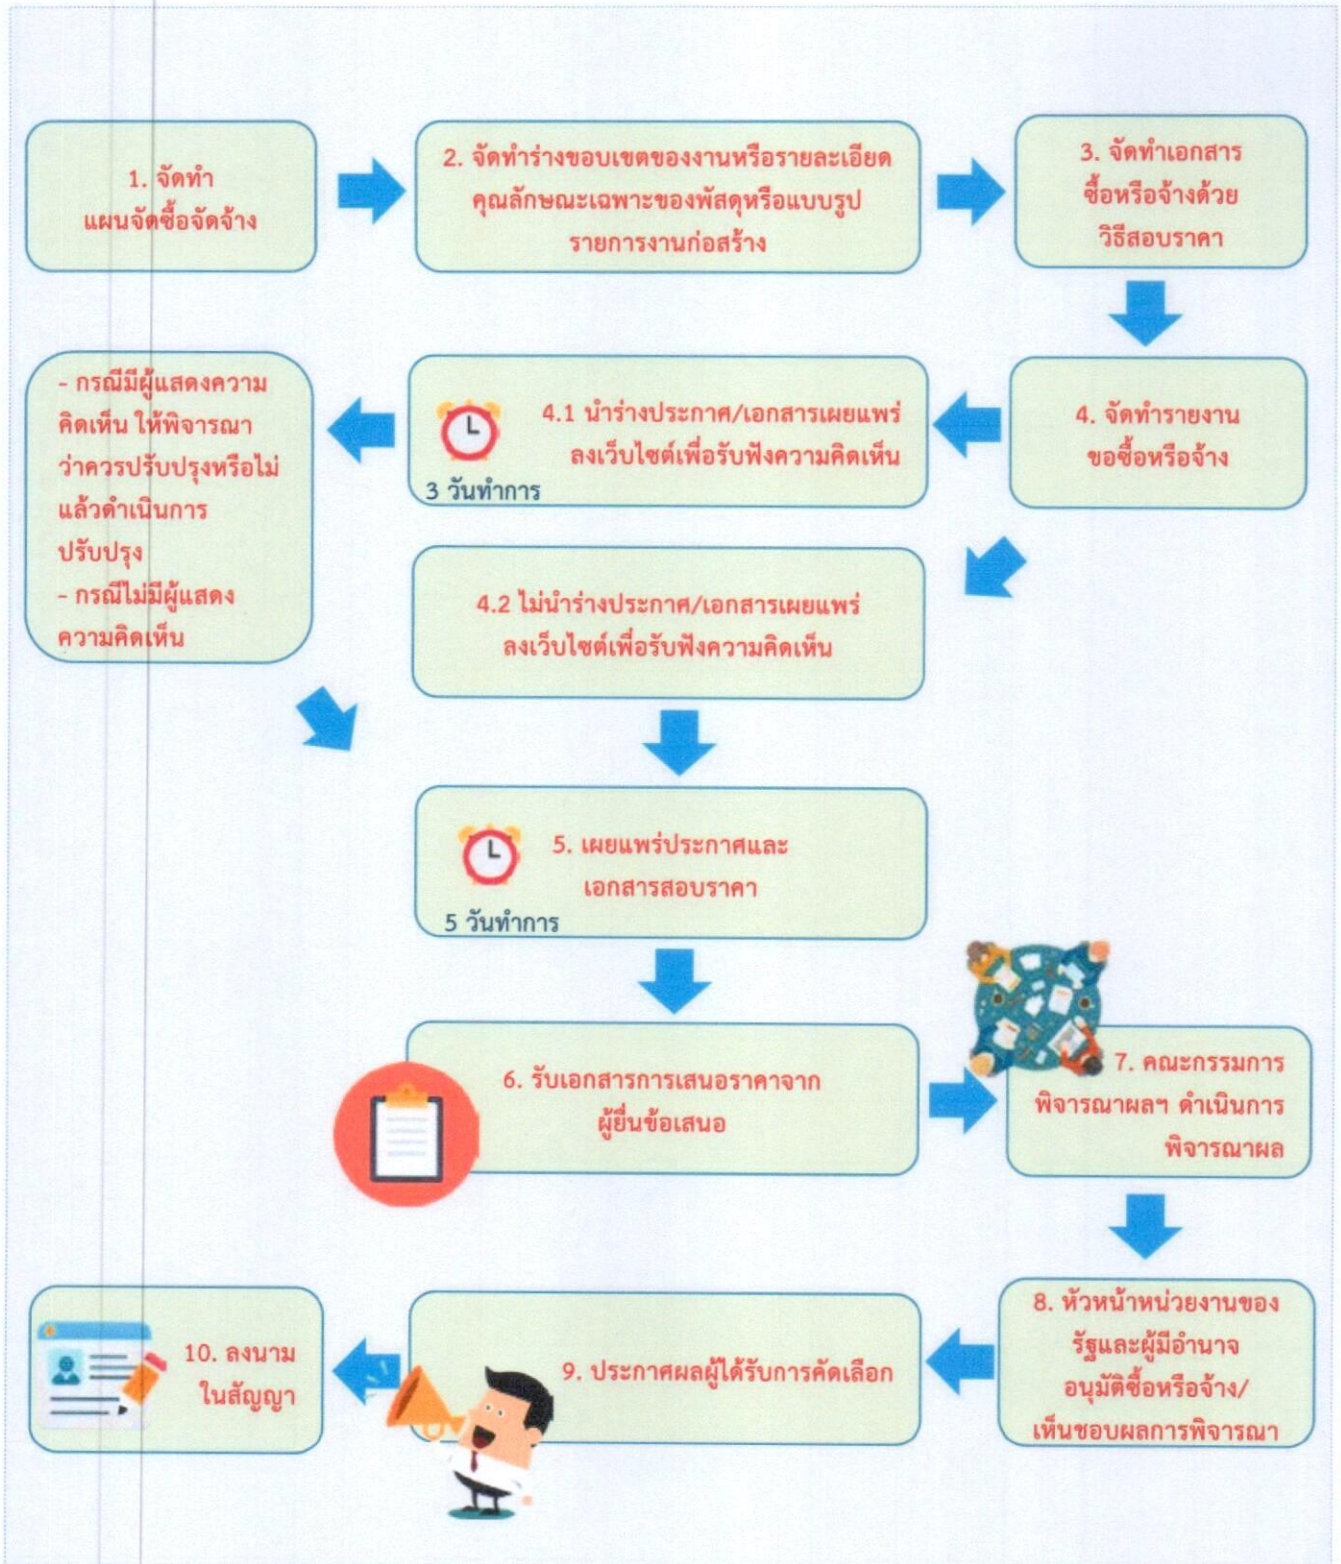 1. จัดทำ
แผนจัดซื้อจัดจ้าง
2. จัดทำร่างขอบเขตของงานหรือรายละเอียด
คุณลักษณะเฉพาะของพัสดุหรือแบบรูป
รายการงานก่อสร้าง
3. จัดทำเอกสาร
ซื้อหรือจ้างด้วย
วิธีสอบราคา
4. จัดทำรายงาน
ขอซื้อหรือจ้าง
4.1 นำร่างประกาศ/เอกสารเผยแพร่
ลงเว็บไซต์เพื่อรับฟังความคิดเห็น
3 วันทำการ
- กรณีมีผู้แสดงความ
คิดเห็น ให้พิจารณา
ว่าควรปรับปรุงหรือไม่
แล้วดำเนินการ
ปรับปรุง
- กรณีไม่มีผู้แสดง
ความคิดเห็น
4.2 ไม่นำร่างประกาศ/เอกสารเผยแพร่
ลงเว็บไซต์เพื่อรับฟังความคิดเห็น
5. เผยแพร่ประกาศและ
เอกสารสอบราคา
5 วันทำการ
6. รับเอกสารการเสนอราคาจาก
ผู้ยื่นข้อเสนอ
7. คณะกรรมการ
พิจารณาผลฯ ดำเนินการ
พิจารณาผล
8. หัวหน้าหน่วยงานของ
รัฐและผู้มีอำนาจ
อนุมัติซื้อหรือจ้าง/
เห็นชอบผลการพิจารณา
9. ประกาศผลผู้ได้รับการคัดเลือก
10. ลงนาม
ในสัญญา